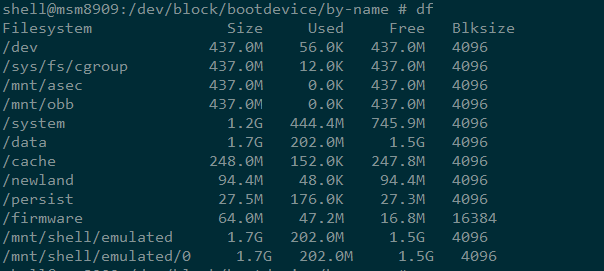 shell@msm8909:/dev/block/bootdevice/by-name # df
Filesystem Size Used Free Blksize
/dev 437.0M 56.0K 437.0M 4096
/sys/fs/cgroup 437.0M 12.0K 437.0M 4096
/mnt/asec 437.0M 0.0K 437.0M 4096
/mnt/obb 437.0M 0.0K 437.0M 4096
/system 1.2G 444.4M 745.9M 4096
/data 1.7G 202.0M 1.5G 4096
/cache 248.0M 152.0K 247.8M 4096
/newland 94.4M 48.0K 94.4M 4096
/persist 27.5M 176.0K 27.3M 4096
/firmware 64.0M 47.2M 16.8M 16384
/mnt/shell/emulated 1.7G 202.0M 1.5G 4096
/mnt/shell/emulated/0 1.7G 202.0M 1.5G 4096